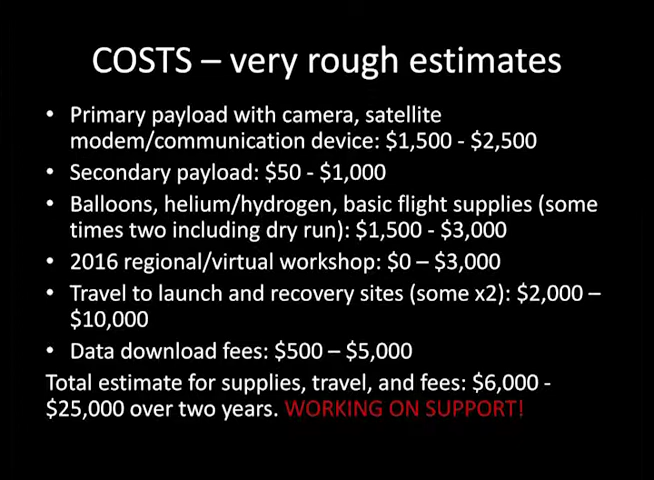 COSTS – very rough estimates
• Primary payload with camera, satellite
modem/communication device: $1,500 - $2,500
• Secondary payload: $50 - $1,000
• Balloons, helium/hydrogen, basic flight supplies (some
times two including dry run): $1,500 - $3,000
• 2016 regional/virtual workshop: $0 – $3,000
• Travel to launch and recovery sites (some x2): $2,000 –
$10,000
• Data download fees: $500 – $5,000
Total estimate for supplies, travel, and fees: $6,000 -
$25,000 over two years. WORKING ON SUPPORT!